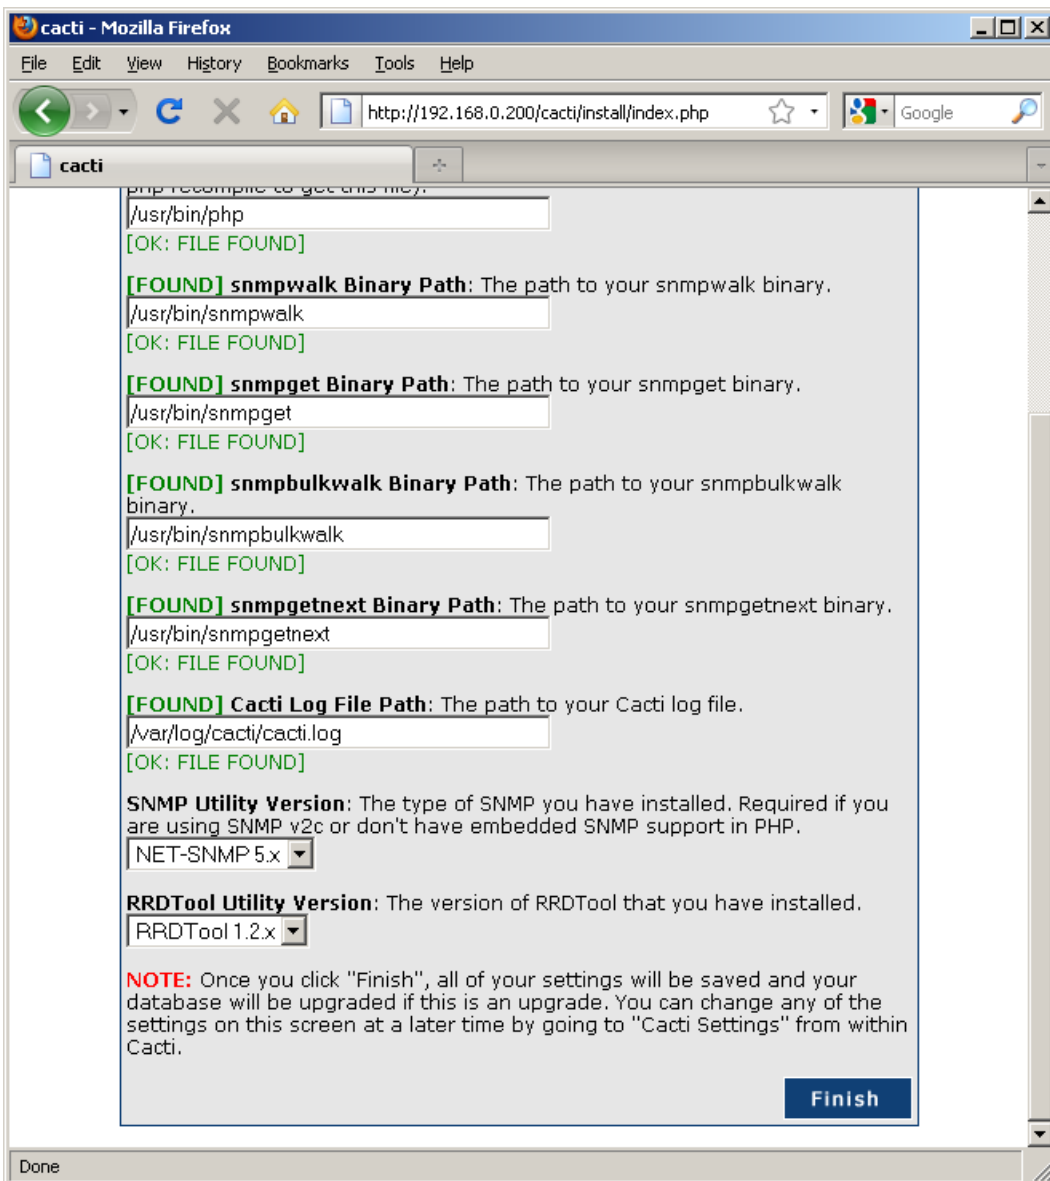 cacti - Mozilla Firefox
File Edit View History Bookmarks Tools Help
http://192.168.0.200/cacti/install/index.php Google
cacti
php recompile to get this file).
/usr/bin/php
[OK: FILE FOUND]
[FOUND] snmpwalk Binary Path: The path to your snmpwalk binary.
/usr/bin/snmpwalk
[OK: FILE FOUND]
[FOUND] snmpget Binary Path: The path to your snmpget binary.
/usr/bin/snmpget
[OK: FILE FOUND]
[FOUND] snmpbulkwalk Binary Path: The path to your snmpbulkwalk
binary.
/usr/bin/snmpbulkwalk
[OK: FILE FOUND]
[FOUND] snmpgetnext Binary Path: The path to your snmpgetnext binary.
/usr/bin/snmpgetnext
[OK: FILE FOUND]
[FOUND] Cacti Log File Path: The path to your Cacti log file.
/var/log/cacti/cacti.log
[OK: FILE FOUND]
SNMP Utility Version: The type of SNMP you have installed. Required if you
are using SNMP v2c or don't have embedded SNMP support in PHP.
NET-SNMP 5.x
RRDTool Utility Version: The version of RRDTool that you have installed.
RRDTool 1.2.x
NOTE: Once you click "Finish", all of your settings will be saved and your
database will be upgraded if this is an upgrade. You can change any of the
settings on this screen at a later time by going to "Cacti Settings" from within
Cacti.
Finish
Done